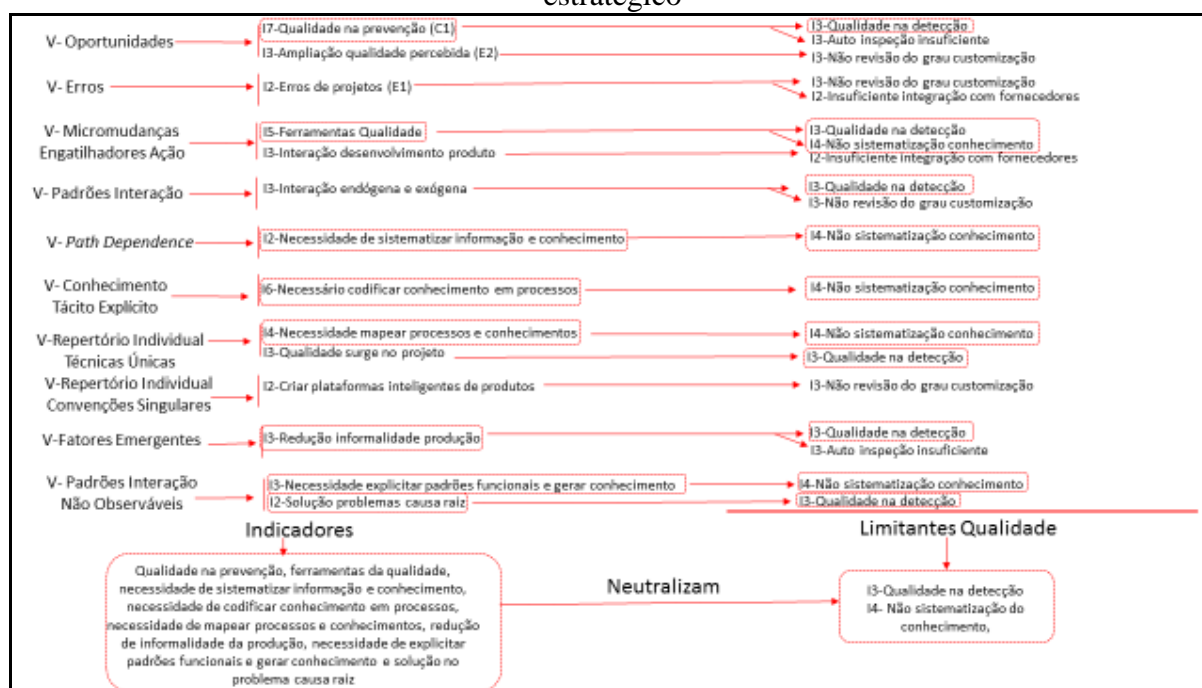 estratégico
V- Oportunidades
I7-Qualidade na prevenção (C1)
I3-Qualidade na detecção
I3-Auto inspeção insuficiente
I3-Ampliação qualidade percebida (E2)
I3-Não revisão do grau customização
V- Erros
I2-Erros de projetos (E1)
I3-Não revisão do grau customização
I2-Insuficiente integração com fornecedores
V- Micromudanças
Engatilhadores Ação
I5-Ferramentas Qualidade
I3-Qualidade na detecção
I4-Não sistematização conhecimento
I3-Interação desenvolvimento produto
I2-Insuficiente integração com fornecedores
V- Padrões Interação
I3-Interação endógena e exógena
I3-Qualidade na detecção
I3-Não revisão do grau customização
V- Path Dependence
I2-Necessidade de sistematizar informação e conhecimento
I4-Não sistematização conhecimento
V- Conhecimento
Tácito Explícito
I6-Necessário codificar conhecimento em processos
I4-Não sistematização conhecimento
V-Repertório Individual
Técnicas Únicas
I4-Necessidade mapear processos e conhecimentos
I4-Não sistematização conhecimento
I3-Qualidade surge no projeto
I3-Qualidade na detecção
V-Repertório Individual
Convenções Singulares
I2-Criar plataformas inteligentes de produtos
I3-Não revisão do grau customização
V-Fatores Emergentes
I3-Redução informalidade produção
I3-Qualidade na detecção
I3-Auto inspeção insuficiente
V- Padrões Interação
Não Observáveis
I3-Necessidade explicitar padrões funcionais e gerar conhecimento
I4-Não sistematização conhecimento
I2-Solução problemas causa raiz
I3-Qualidade na detecção
Indicadores
Limitantes Qualidade
Qualidade na prevenção, ferramentas da qualidade,
necessidade de sistematizar informação e conhecimento,
necessidade de codificar conhecimento em processos,
necessidade de mapear processos e conhecimentos, redução
de informalidade da produção, necessidade de explicitar
padrões funcionais e gerar conhecimento e solução no
problema causa raiz
Neutralizam
I3-Qualidade na detecção
I4- Não sistematização do
conhecimento,